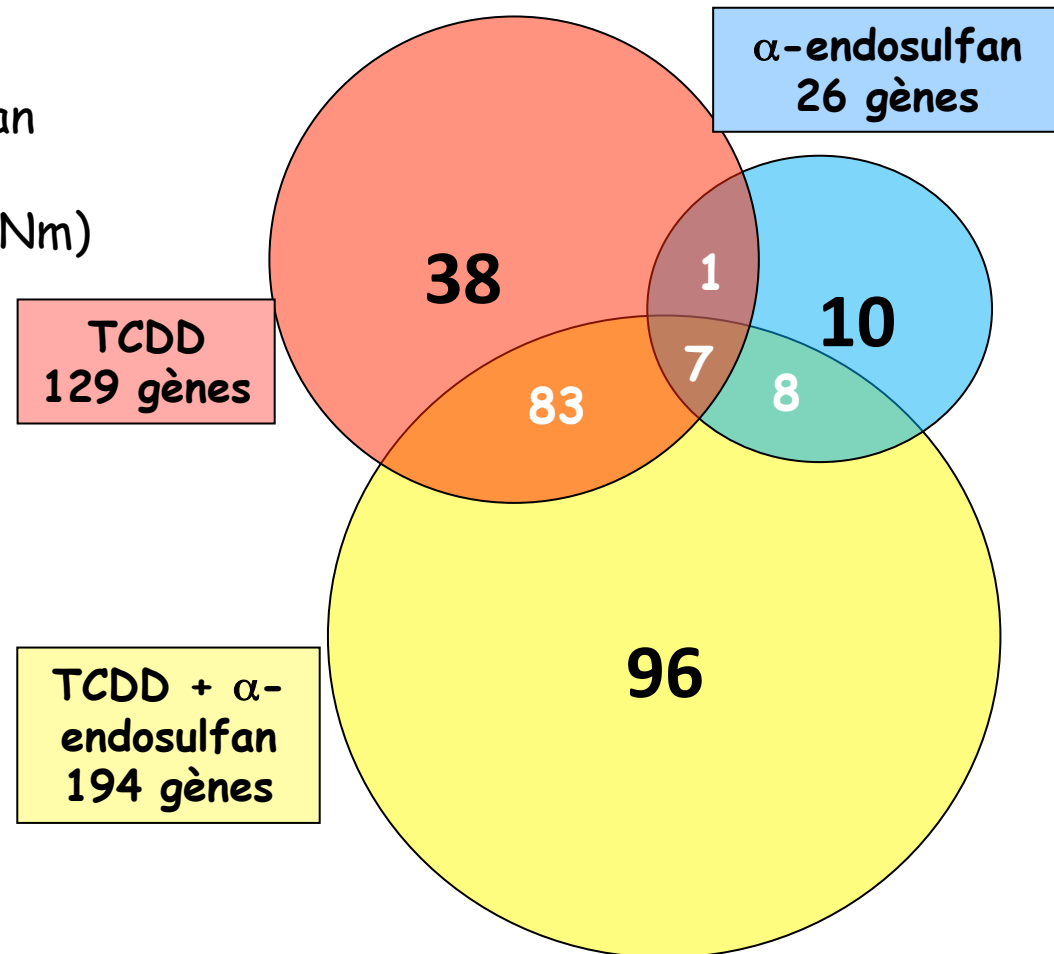 α-endosulfan
26 gènes
an
Nm)
38
1
10
TCDD
129 gènes
7
83
8
TCDD + α-
endosulfan
194 gènes
96